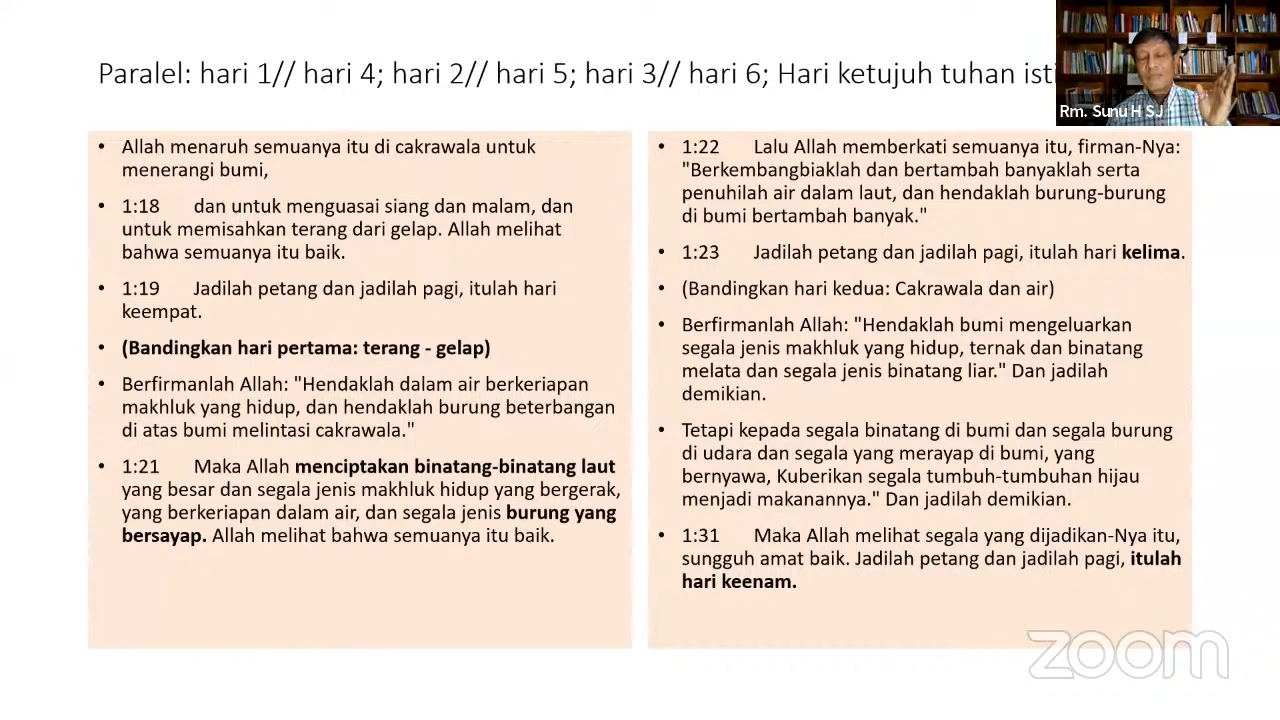 Paralel: hari 1// hari 4; hari 2// hari 5; hari 3// hari 6; Hari ketujuh tuhan isti
Rm. Sunu H SJ
• Allah menaruh semuanya itu di cakrawala untuk
menerangi bumi,
• 1:18 dan untuk menguasai siang dan malam, dan
untuk memisahkan terang dari gelap. Allah melihat
bahwa semuanya itu baik.
• 1:19 Jadilah petang dan jadilah pagi, itulah hari
keempat.
• (Bandingkan hari pertama: terang - gelap)
• Berfirmanlah Allah: "Hendaklah dalam air berkeriapan
makhluk yang hidup, dan hendaklah burung beterbangan
di atas bumi melintasi cakrawala."
• 1:21 Maka Allah menciptakan binatang-binatang laut
yang besar dan segala jenis makhluk hidup yang bergerak,
yang berkeriapan dalam air, dan segala jenis burung yang
bersayap. Allah melihat bahwa semuanya itu baik.
• 1:22 Lalu Allah memberkati semuanya itu, firman-Nya:
"Berkembangbiaklah dan bertambah banyaklah serta
penuhilah air dalam laut, dan hendaklah burung-burung
di bumi bertambah banyak."
• 1:23 Jadilah petang dan jadilah pagi, itulah hari kelima.
• (Bandingkan hari kedua: Cakrawala dan air)
• Berfirmanlah Allah: "Hendaklah bumi mengeluarkan
segala jenis makhluk yang hidup, ternak dan binatang
melata dan segala jenis binatang liar." Dan jadilah
demikian.
• Tetapi kepada segala binatang di bumi dan segala burung
di udara dan segala yang merayap di bumi, yang
bernyawa, Kuberikan segala tumbuh-tumbuhan hijau
menjadi makanannya." Dan jadilah demikian.
• 1:31 Maka Allah melihat segala yang dijadikan-Nya itu,
sungguh amat baik. Jadilah petang dan jadilah pagi, itulah
hari keenam.
zoom